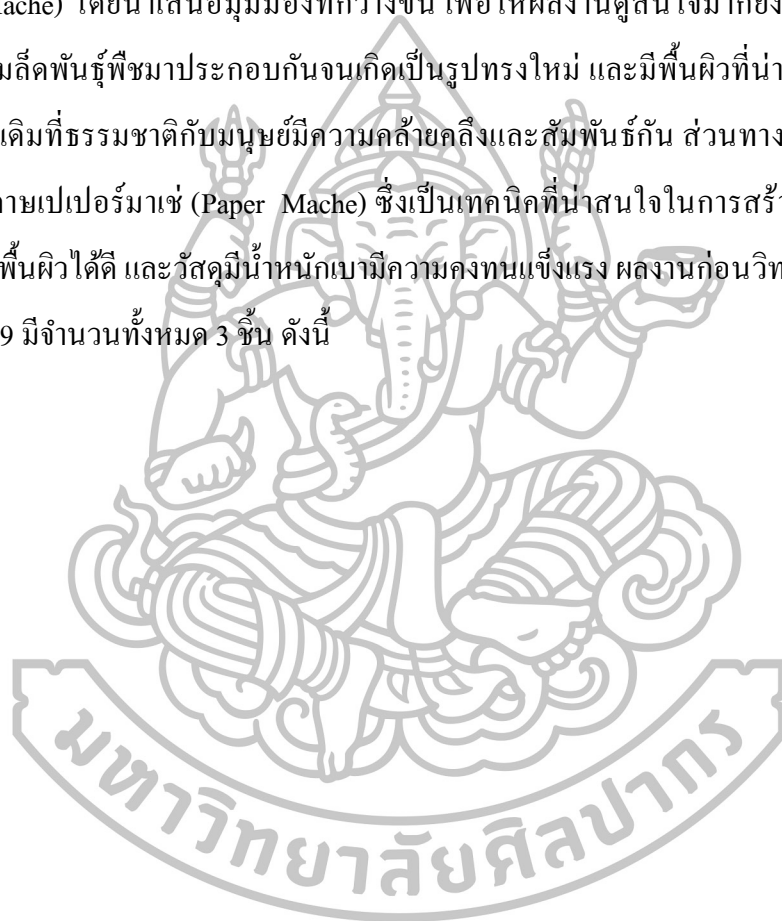 Mache) โดยนำเสนอมุมมองที่กว้างขึ้น เพื่อให้ผลงานดูสนใจมากยิ่ง
มล็ดพันธุ์พืชมาประกอบกันจนเกิดเป็นรูปทรงใหม่ และมีพื้นผิวที่น่า
เดิมที่ธรรมชาติกับมนุษย์มีความคล้ายคลึงและสัมพันธ์กัน ส่วนทาง
าษเปเปอร์มาเช่ (Paper Mache) ซึ่งเป็นเทคนิคที่น่าสนใจในการสร้า
พื้นผิวได้ดี และวัสดุมีน้ำหนักเบามีความคงทนแข็งแรง ผลงานก่อนวิท
9 มีจำนวนทั้งหมด 3 ชิ้น ดังนี้
มหาวิทยาลัยศิลปากร